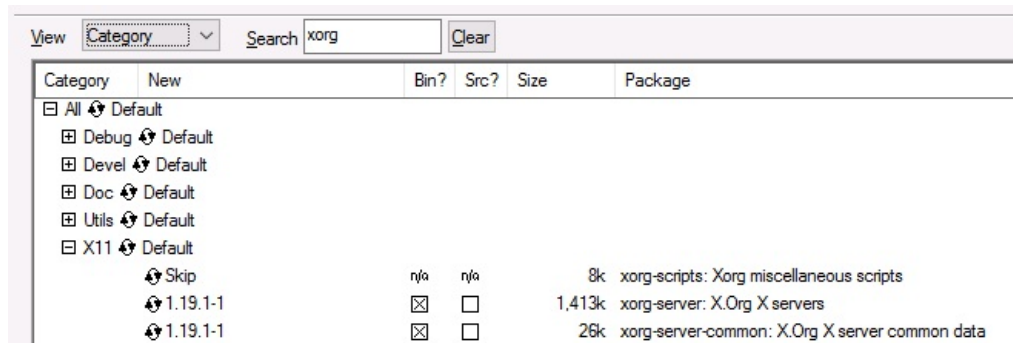 View Category Search xorg Clear
Category New Bin? Src? Size Package
All Default
Debug Default
Devel Default
Doc Default
Utils Default
X11 Default
Skip n/a n/a 8k xorg-scripts: Xorg miscellaneous scripts
1.19.1-1 1,413k xorg-server: X.Org X servers
1.19.1-1 26k xorg-server-common: X.Org X server common data